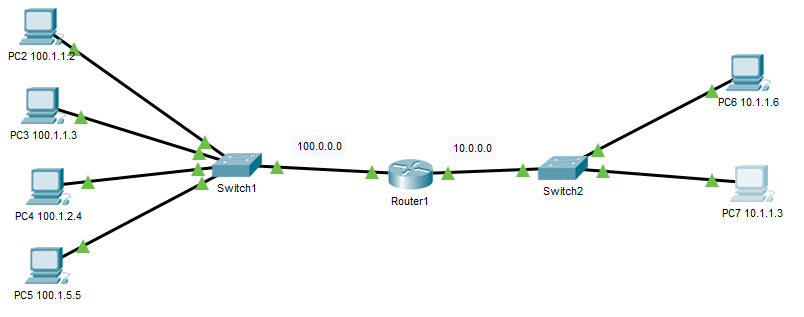 PC2 100.1.1.2
PC3 100.1.1.3
PC4 100.1.2.4
PC5 100.1.5.5
Switch1
100.0.0.0
Router1
10.0.0.0
Switch2
PC6 10.1.1.6
PC7 10.1.1.3